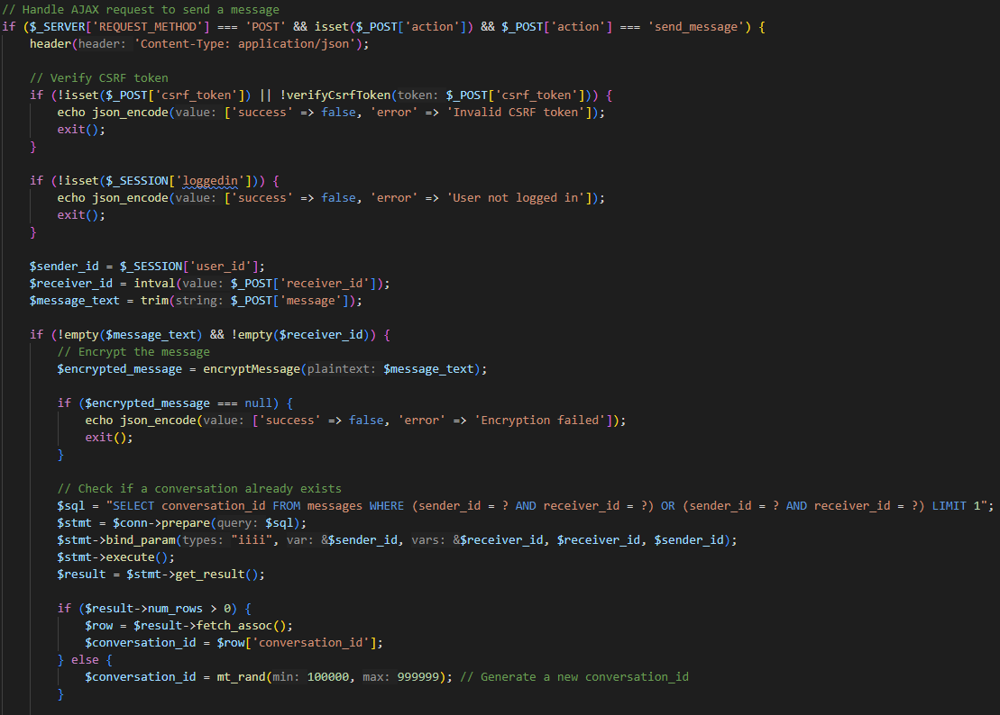 // Handle AJAX request to send a message
if ($_SERVER['REQUEST_METHOD'] === 'POST' && isset($_POST['action']) && $_POST['action'] === 'send_message') {
    header(header: 'Content-Type: application/json');

    // Verify CSRF token
    if (!isset($_POST['csrf_token']) || !verifyCsrfToken(token: $_POST['csrf_token'])) {
        echo json_encode(value: ['success' => false, 'error' => 'Invalid CSRF token']);
        exit();
    }

    if (!isset($_SESSION['loggedin'])) {
        echo json_encode(value: ['success' => false, 'error' => 'User not logged in']);
        exit();
    }

    $sender_id = $_SESSION['user_id'];
    $receiver_id = intval(value: $_POST['receiver_id']);
    $message_text = trim(string: $_POST['message']);

    if (!empty($message_text) && !empty($receiver_id)) {
        // Encrypt the message
        $encrypted_message = encryptMessage(plaintext: $message_text);

        if ($encrypted_message === null) {
            echo json_encode(value: ['success' => false, 'error' => 'Encryption failed']);
            exit();
        }

        // Check if a conversation already exists
        $sql = "SELECT conversation_id FROM messages WHERE (sender_id = ? AND receiver_id = ?) OR (sender_id = ? AND receiver_id = ?) LIMIT 1";
        $stmt = $conn->prepare(query: $sql);
        $stmt->bind_param(types: "iiii", var: &$sender_id, vars: &$receiver_id, $receiver_id, $sender_id);
        $stmt->execute();
        $result = $stmt->get_result();

        if ($result->num_rows > 0) {
            $row = $result->fetch_assoc();
            $conversation_id = $row['conversation_id'];
        } else {
            $conversation_id = mt_rand(min: 100000, max: 999999); // Generate a new conversation_id
        }